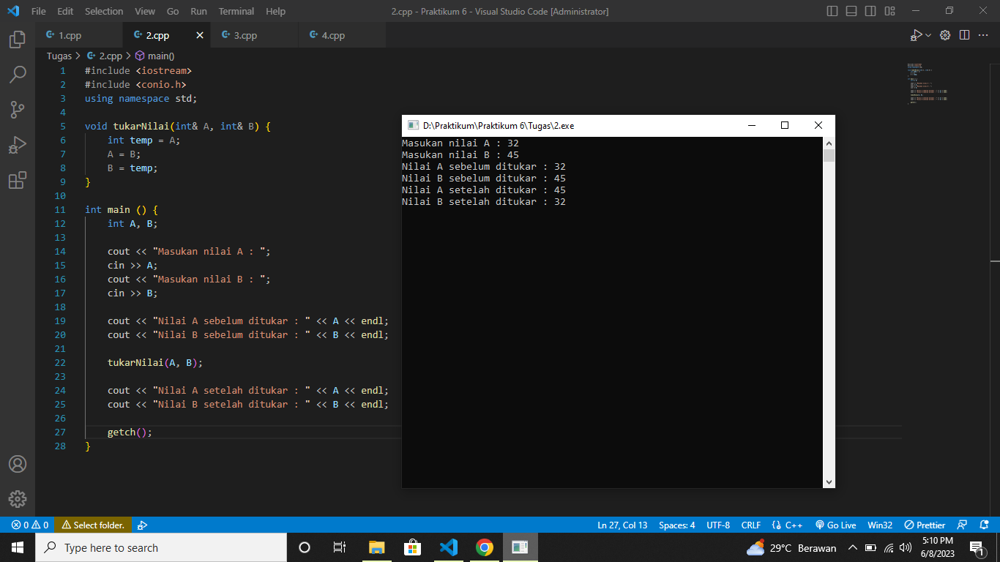 File Edit Selection View Go Run Terminal Help 2.cpp - Praktikum 6 - Visual Studio Code [Administrator]
1.cpp 2.cpp 3.cpp 4.cpp
Tugas > 2.cpp > main()
1 #include <iostream>
2 #include <conio.h>
3 using namespace std;
4
5 void tukarNilai(int& A, int& B) {
6 int temp = A;
7 A = B;
8 B = temp;
9 }
10
11 int main () {
12 int A, B;
13
14 cout << "Masukan nilai A : ";
15 cin >> A;
16 cout << "Masukan nilai B : ";
17 cin >> B;
18
19 cout << "Nilai A sebelum ditukar : " << A << endl;
20 cout << "Nilai B sebelum ditukar : " << B << endl;
21
22 tukarNilai(A, B);
23
24 cout << "Nilai A setelah ditukar : " << A << endl;
25 cout << "Nilai B setelah ditukar : " << B << endl;
26
27 getch();
28 }
D:\Praktikum\Praktikum 6\Tugas\2.exe
Masukan nilai A : 32
Masukan nilai B : 45
Nilai A sebelum ditukar : 32
Nilai B sebelum ditukar : 45
Nilai A setelah ditukar : 45
Nilai B setelah ditukar : 32
0 0 Select folder. Ln 27, Col 13 Spaces: 4 UTF-8 CRLF C++ Go Live Win32 Prettier
Type here to search 29°C Berawan 5:10 PM
6/8/2023 1